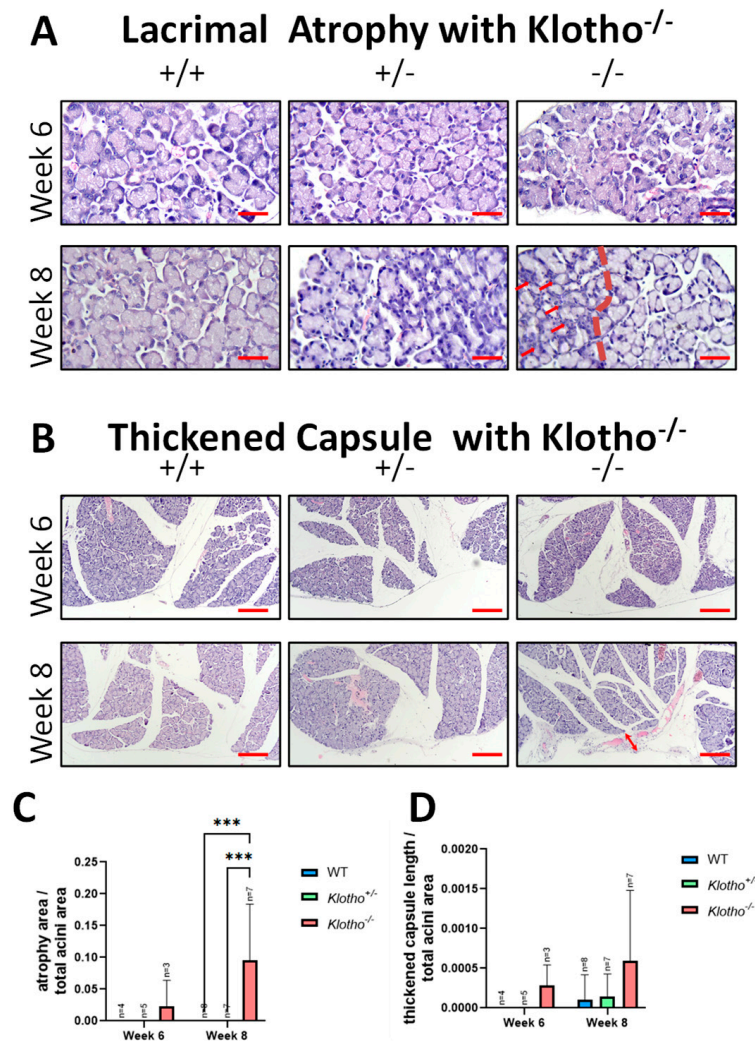 A Lacrimal Atrophy with Klotho-/-
+/+ +/- -/-
Week 6
Week 8
B Thickened Capsule with Klotho-/-
+/+ +/- -/-
Week 6
Week 8
C
atrophy area /
total acini area
0.25
0.20
0.15
0.10
0.05
0.00
***
***
n=4
n=5
n=3
n=8
n=7
n=7
Week 6 Week 8
WT
Klotho+/-
Klotho-/-
D
thickened capsule length /
total acini area
0.0020
0.0015
0.0010
0.0005
0.0000
n=4
n=5
n=3
n=8
n=7
n=7
Week 6 Week 8
WT
Klotho+/
Klotho-/-